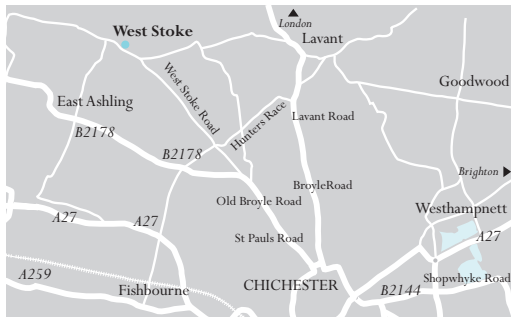 London
West Stoke
Lavant
West Stoke Road
Goodwood
East Ashling
Hunters Race
Lavant Road
B2178
B2178
Brighton
BroyleRoad
Old Broyle Road
Westhampnett
A27
A27
St Pauls Road
A27
A259
Fishbourne
CHICHESTER
Shopwhyke Road
B2144